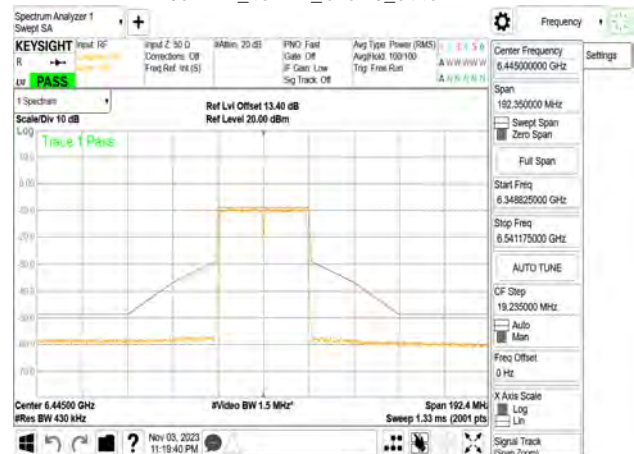 Spectrum Analyzer 1
Swept SA
+
Frequency
KEYSIGHT Input: RF
R
PASS
Input Z: 50 Ω
Corrections: Off
Freq Ref: Int (S)
#Atten: 20 dB
PNO: Fast
Gate: Off
IF Gain: Low
Sig Track: Off
Avg Type: Power (RMS)
Avg|Hold: 100/100
Trig: Free Run
Center Frequency
6.445000000 GHz
Settings
Span
192.350000 MHz
Swept Span
Zero Span
Full Span
Start Freq
6.348825000 GHz
Stop Freq
6.541175000 GHz
AUTO TUNE
CF Step
19.235000 MHz
Auto
Man
Freq Offset
0 Hz
X Axis Scale
Log
Lin
Signal Track
(Span Zoom)
1 Spectrum
Scale/Div 10 dB
Ref Lvl Offset 13.40 dB
Ref Level 20.00 dBm
Log
Trace 1 Pass
10.0
0.00
Center 6.44500 GHz
#Res BW 430 kHz
#Video BW 1.5 MHz*
Span 192.4 MHz
Sweep 1.33 ms (2001 pts
?
Nov 03, 2023
11:19:40 PM